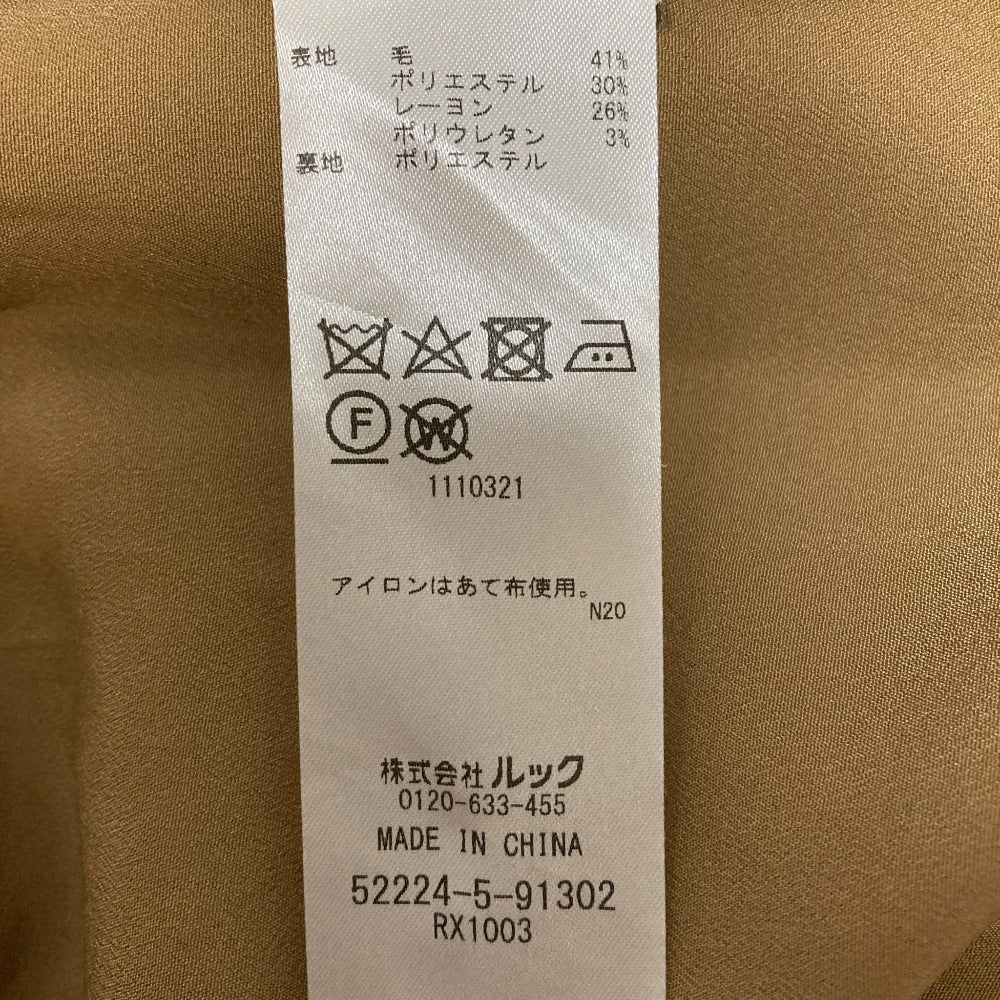 表地 毛 41%
ポリエステル 30%
レーヨン 26%
ポリウレタン 3%
裏地 ポリエステル
F W
1110321
アイロンはあて布使用。
N20
株式会社 ルック
0120-633-455
MADE IN CHINA
52224-5-91302
RX1003